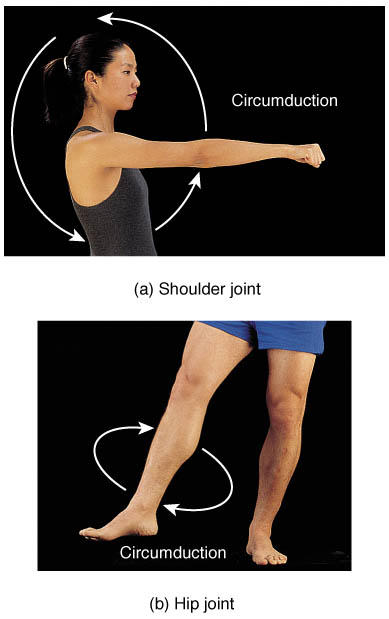 Circumduction
(a) Shoulder joint
Circumduction
(b) Hip joint